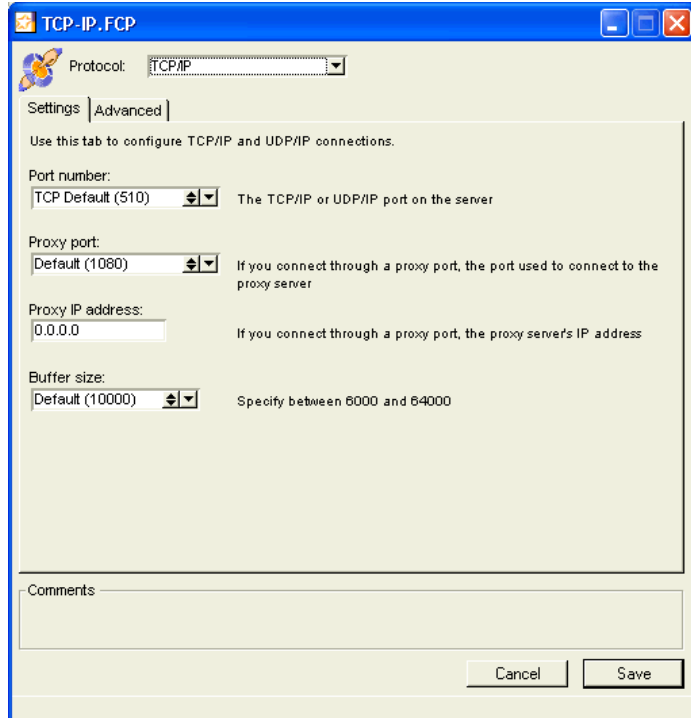 TCP-IP.FCP
Protocol: TCP/IP
Settings Advanced
Use this tab to configure TCP/IP and UDP/IP connections.
Port number:
TCP Default (510) The TCP/IP or UDP/IP port on the server
Proxy port:
Default (1080) If you connect through a proxy port, the port used to connect to the
proxy server
Proxy IP address:
0.0.0.0 If you connect through a proxy port, the proxy server's IP address
Buffer size:
Default (10000) Specify between 6000 and 64000
Comments
Cancel Save